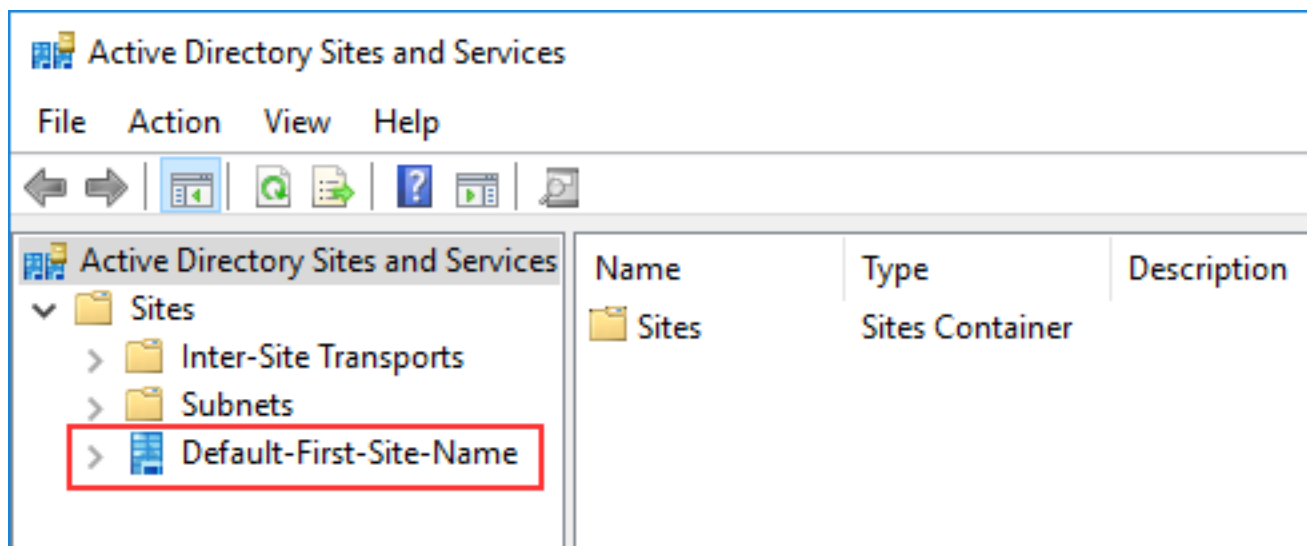 Active Directory Sites and Services
File Action View Help
Active Directory Sites and Services
Sites
Inter-Site Transports
Subnets
Default-First-Site-Name
Name Type Description
Sites Sites Container